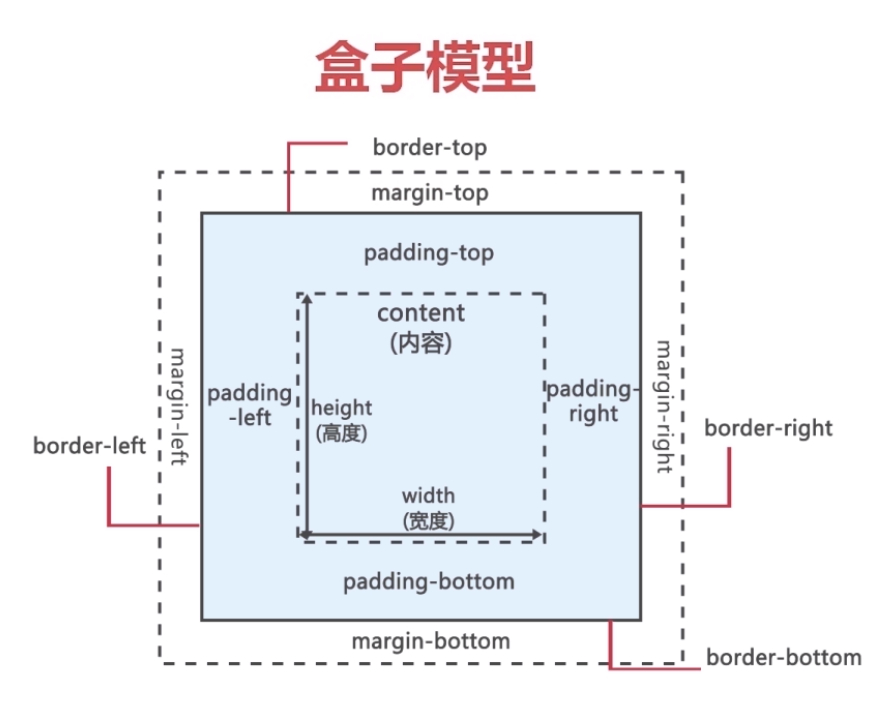 盒子模型
border-top
margin-top
padding-top
content
(内容)
margin-left
padding
-left
height
(高度)
padding-
right
margin-right
border-left
border-right
width
(宽度)
padding-bottom
margin-bottom
border-bottom